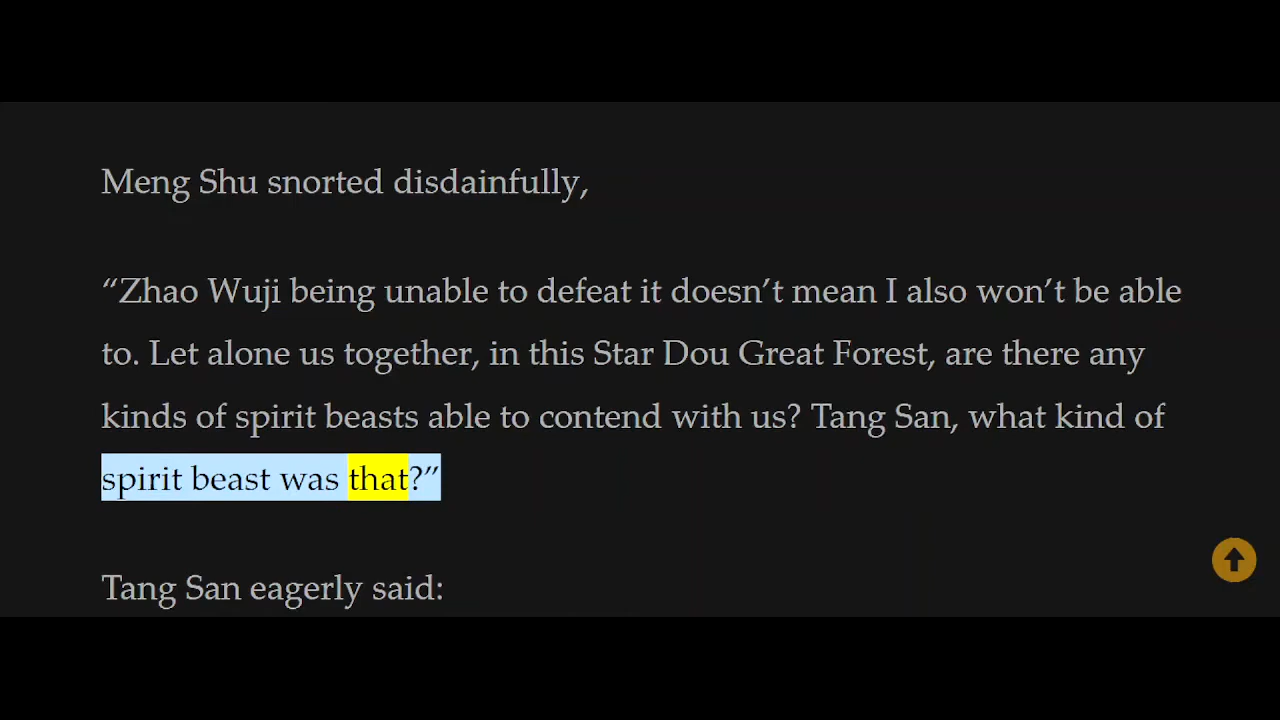 Meng Shu snorted disdainfully,
“Zhao Wuji being unable to defeat it doesn’t mean I also won’t be able
to. Let alone us together, in this Star Dou Great Forest, are there any
kinds of spirit beasts able to contend with us? Tang San, what kind of
spirit beast was that?”
Tang San eagerly said: